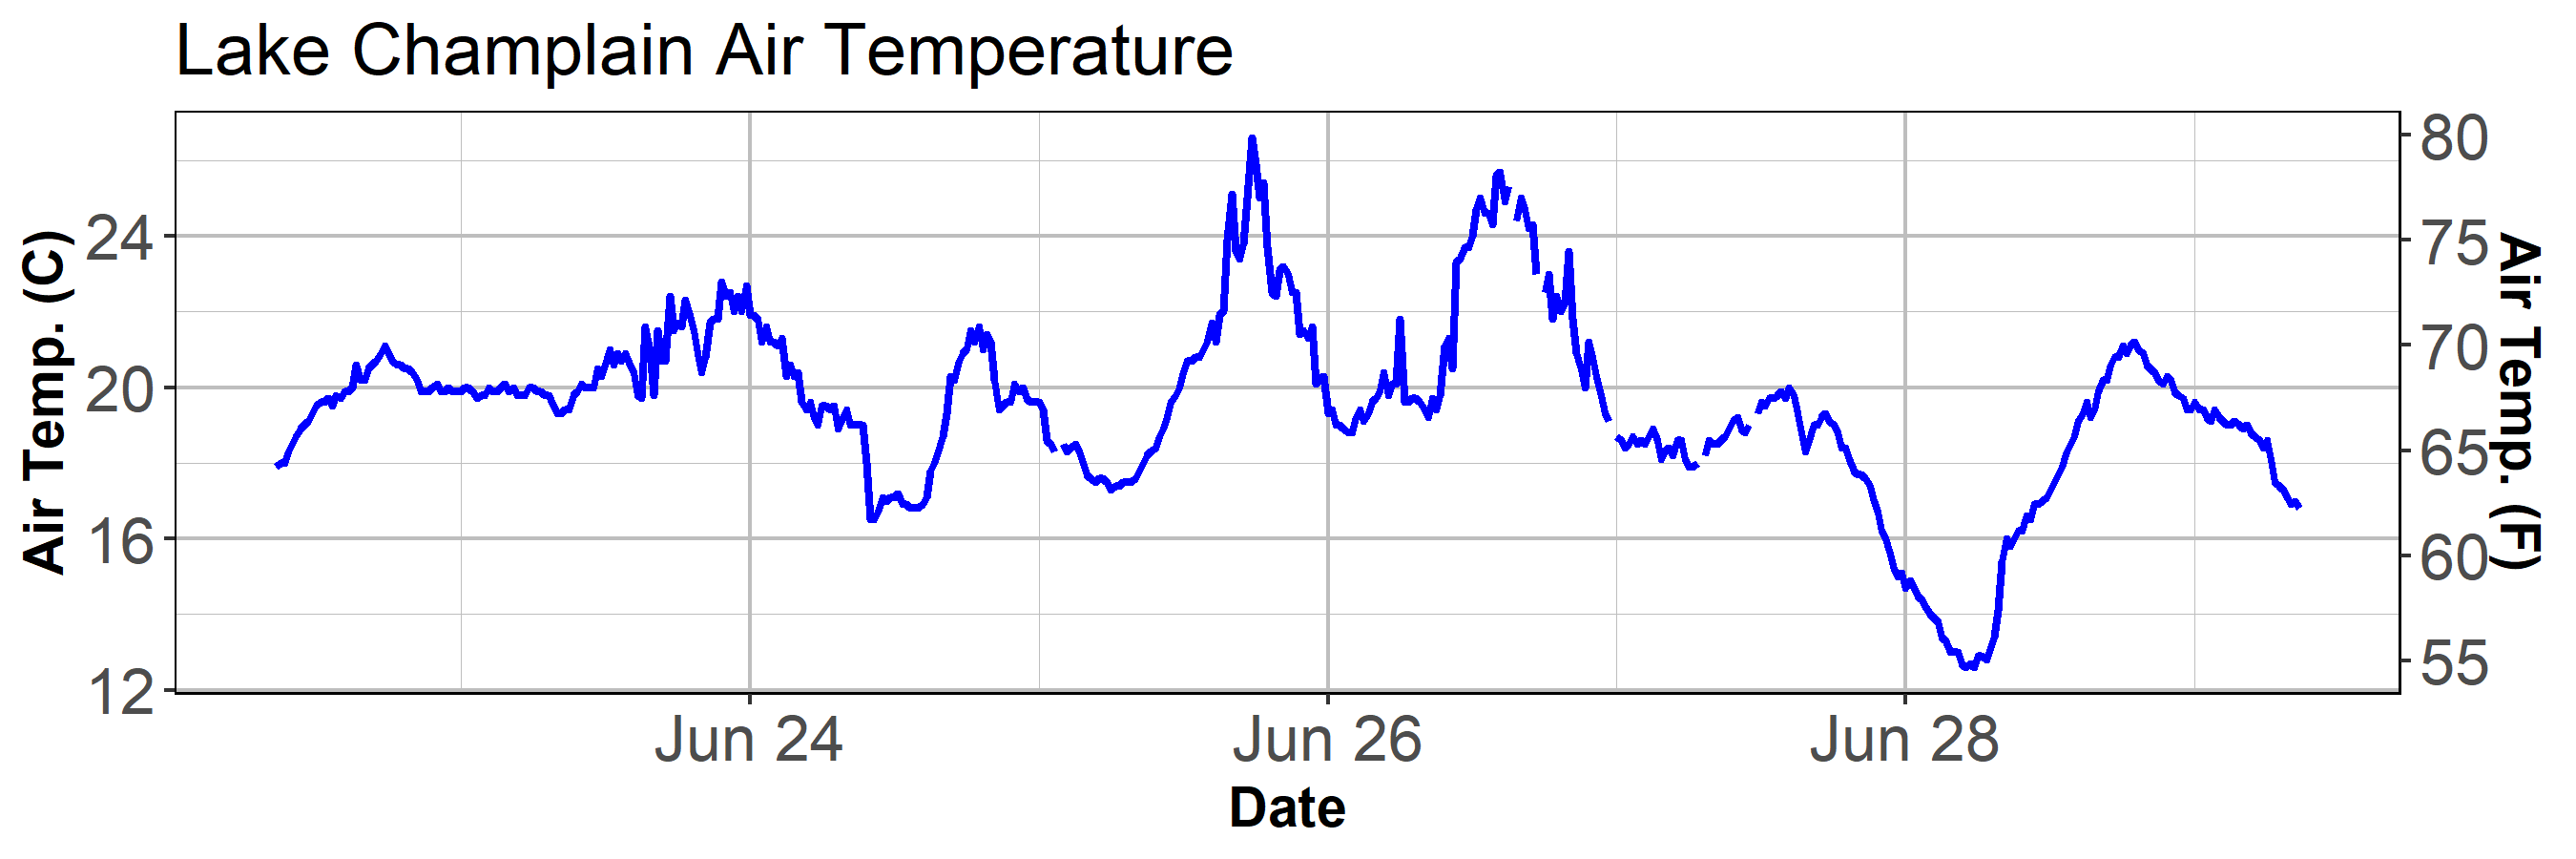 Lake Champlain Air Temperature
Air Temp. (C)
24
20
16
12
80
75
70
65
60
55
Air Temp. (F)
Jun 24
Jun 26
Jun 28
Date